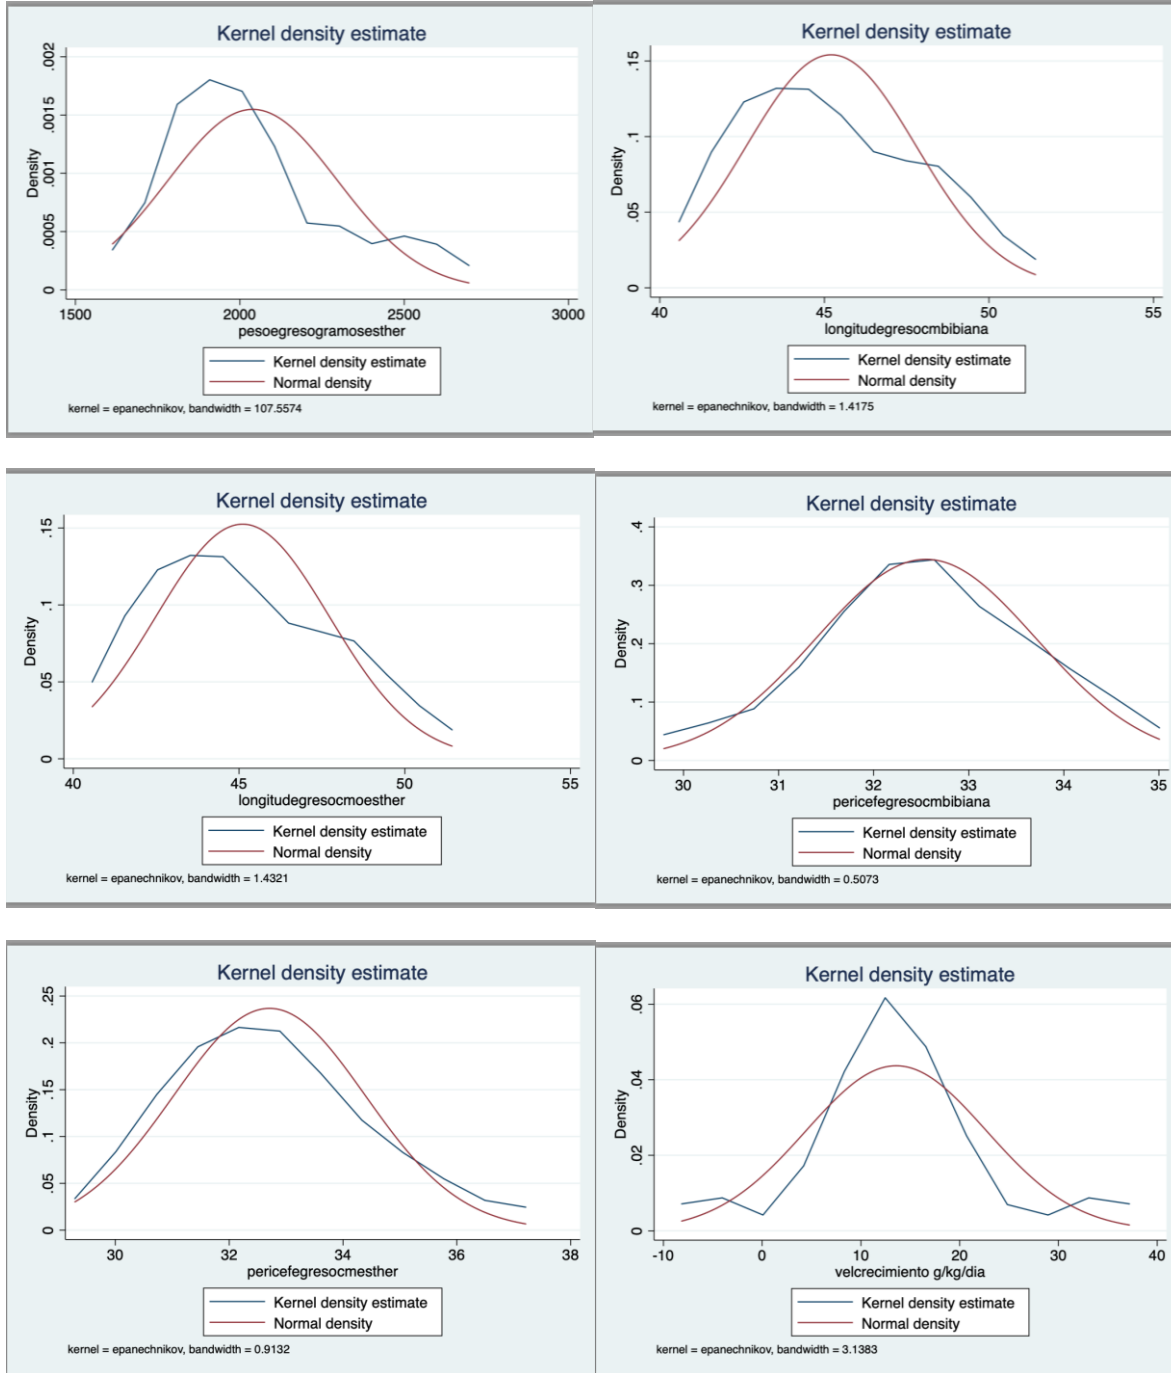 Kernel density estimate
.002
.0015
.001
.0005
0
Density
1500 2000 2500 3000
pesoegresogramosesther
Kernel density estimate
Normal density
kernel = epanechnikov, bandwidth = 107.5574
Kernel density estimate
.15
.1
.05
0
Density
40 45 50 55
longitudegresocmbibiana
Kernel density estimate
Normal density
kernel = epanechnikov, bandwidth = 1.4175
Kernel density estimate
.15
.1
.05
0
Density
40 45 50 55
longitudegresocmoesther
Kernel density estimate
Normal density
kernel = epanechnikov, bandwidth = 1.4321
Kernel density estimate
.4
.3
.2
.1
0
Density
30 31 32 33 34 35
pericefegresocmbibiana
Kernel density estimate
Normal density
kernel = epanechnikov, bandwidth = 0.5073
Kernel density estimate
.25
.2
.15
.1
.05
0
Density
30 32 34 36 38
pericefegresocmesther
Kernel density estimate
Normal density
kernel = epanechnikov, bandwidth = 0.9132
Kernel density estimate
.06
.04
.02
0
Density
-10 0 10 20 30 40
velcrecimiento g/kg/dia
Kernel density estimate
Normal density
kernel = epanechnikov, bandwidth = 3.1383